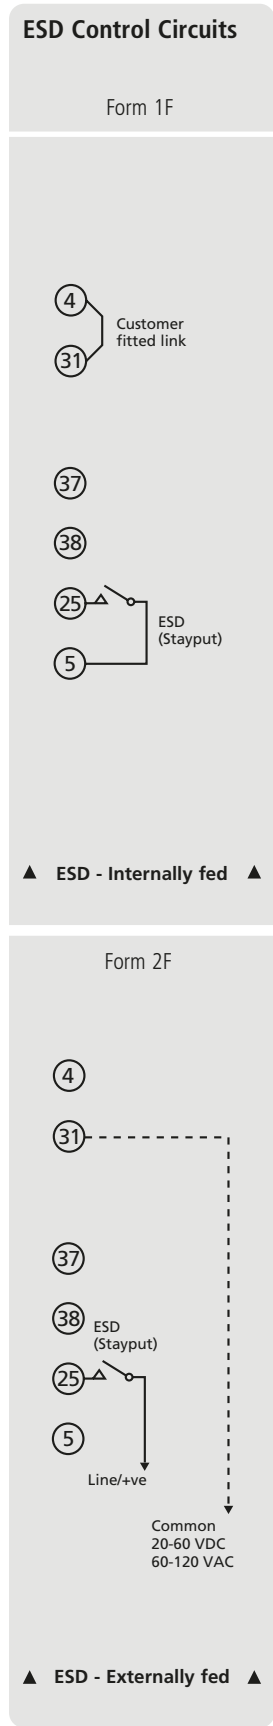 ESD Control Circuits
Form 1F
4
Customer
fitted link
31
37
38
25
ESD
(Stayput)
5
▲ ESD - Internally fed ▲
Form 2F
4
31
37
38
ESD
(Stayput)
25
5
Line/+ve
Common
20-60 VDC
60-120 VAC
▲ ESD - Externally fed ▲